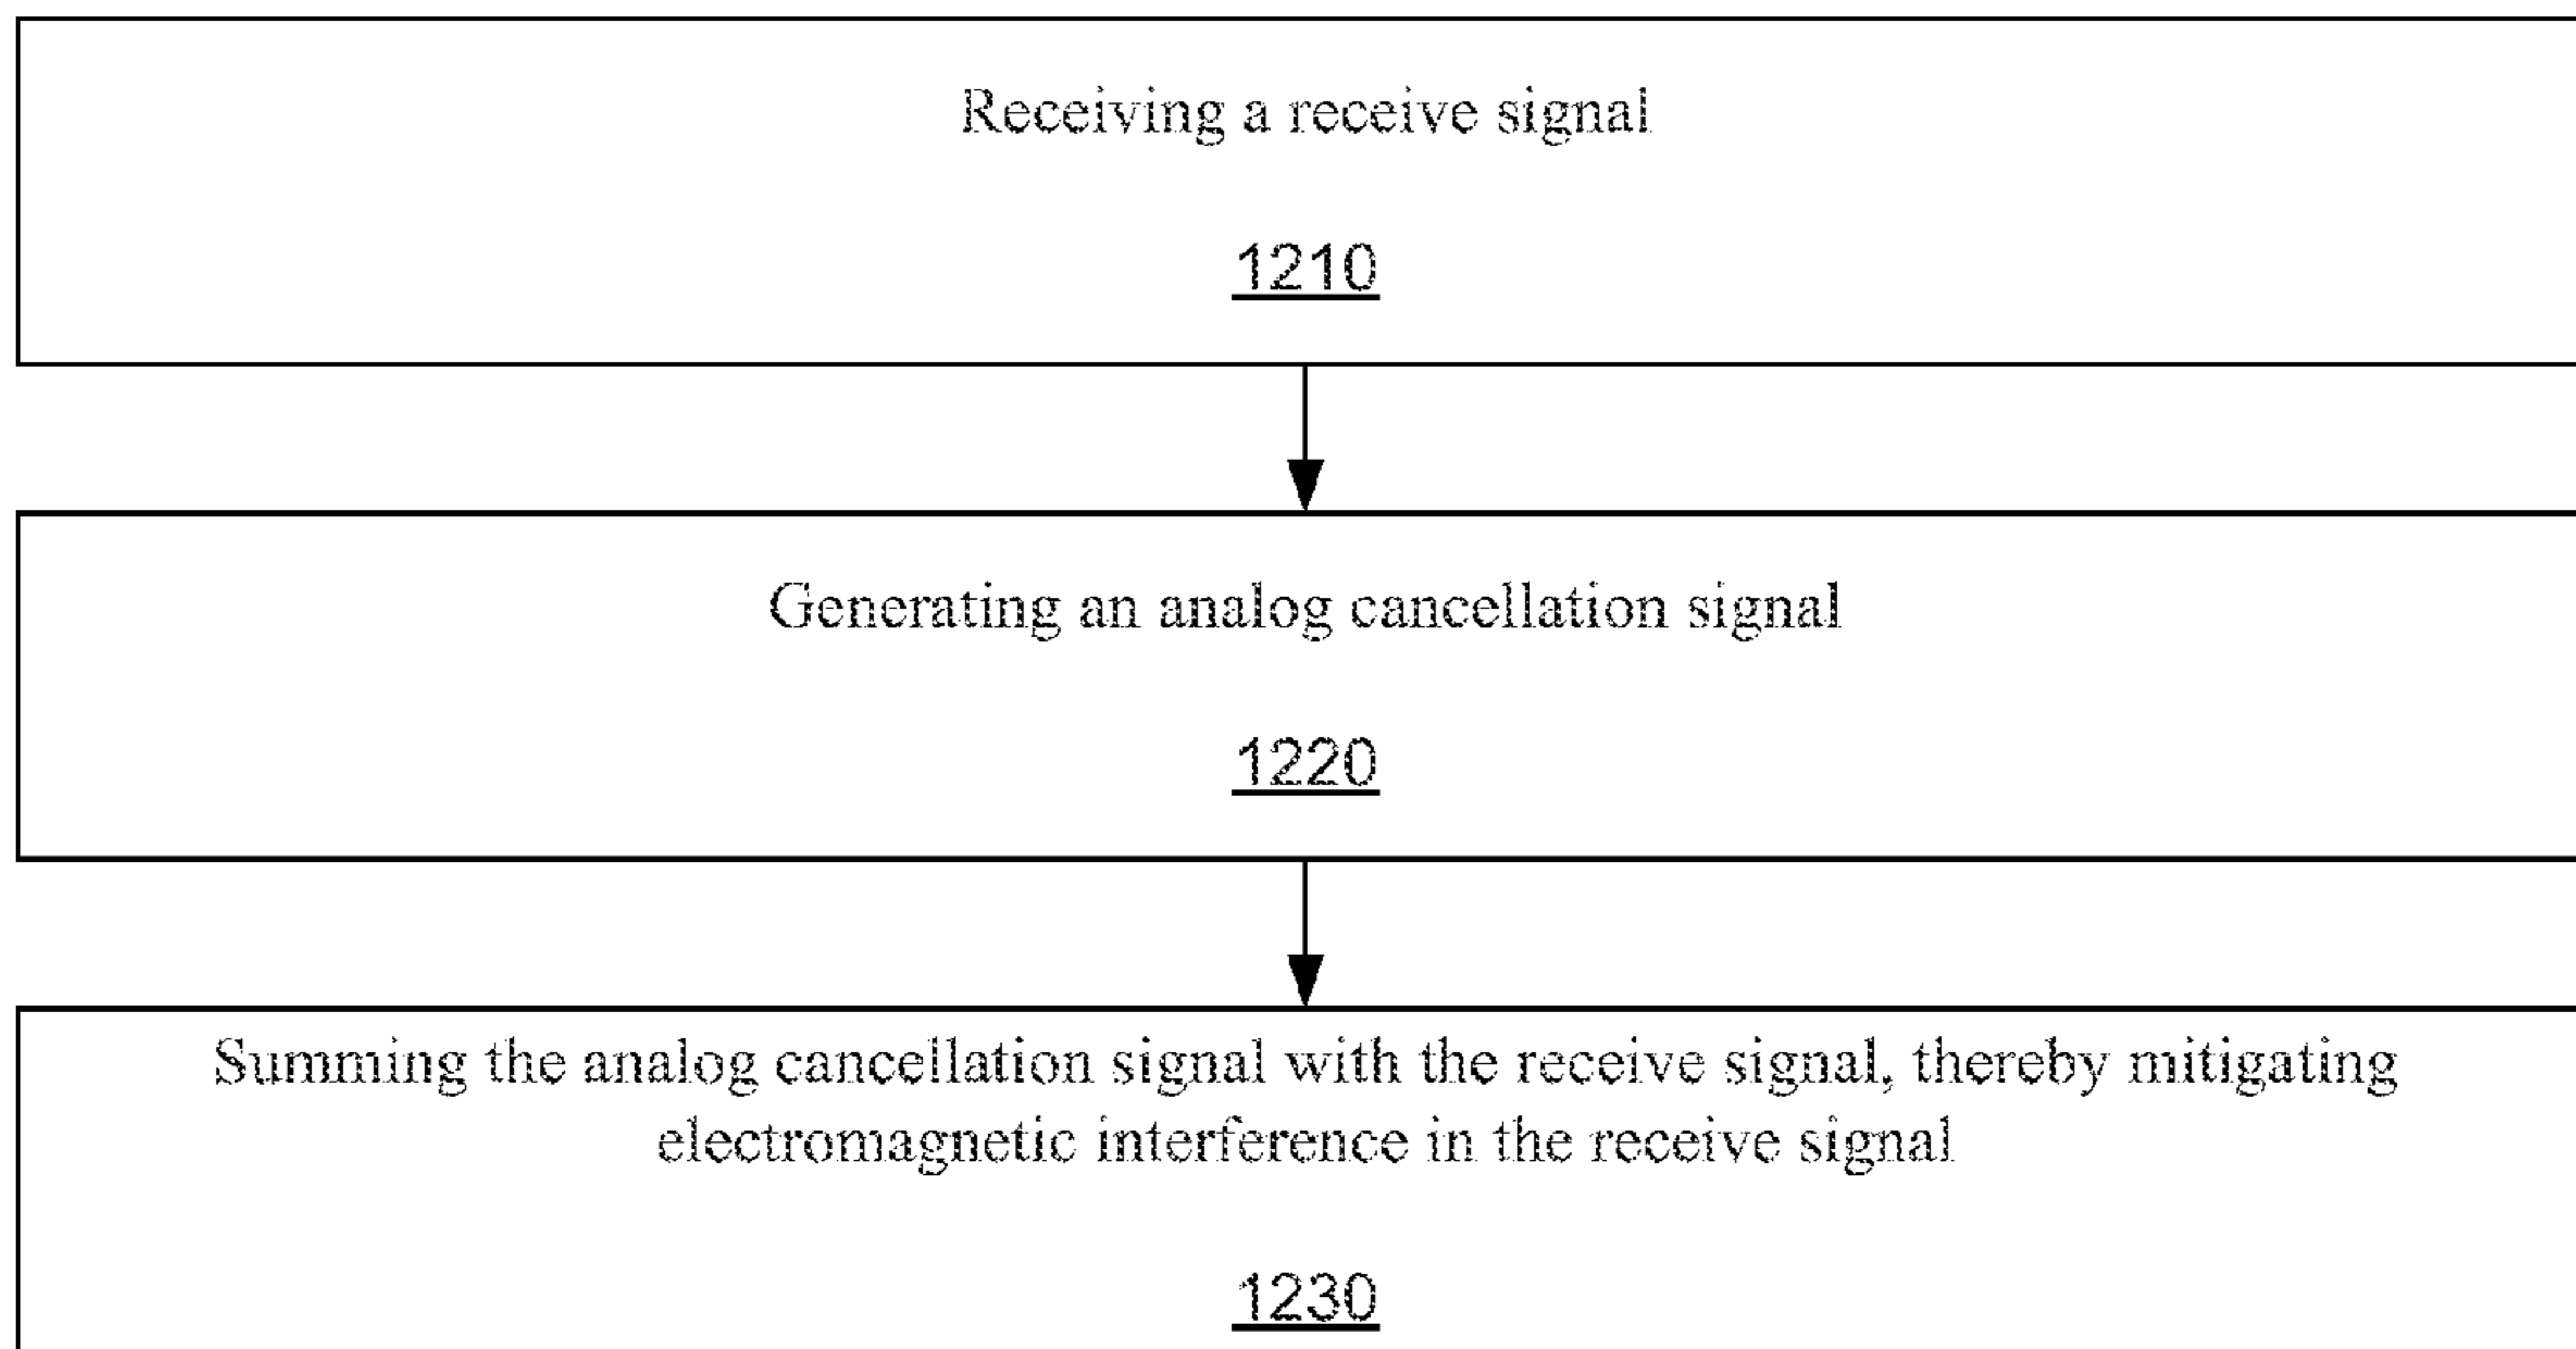 Receiving a receive signal
1210
Generating an analog cancellation signal
1220
Summing the analog cancellation signal with the receive signal, thereby mitigating
electromagnetic interference in the receive signal
1230